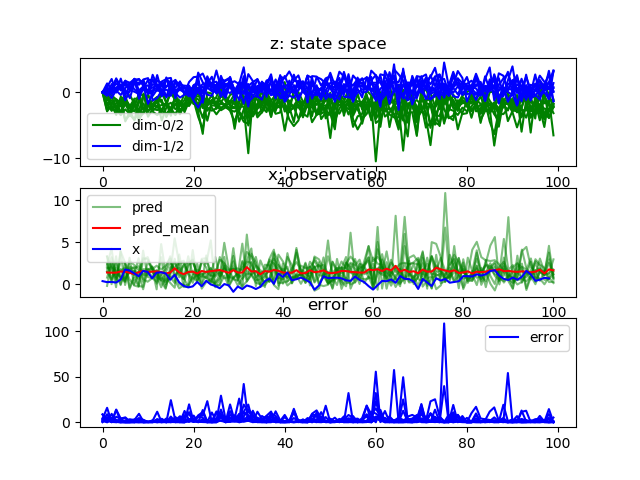 z: state space
0
−10
dim-0/2
dim-1/2
0 20 40 60 80 100
x: observation
10
5
0
pred
pred_mean
x
0 20 40 60 80 100
error
100
50
0
error
0 20 40 60 80 100